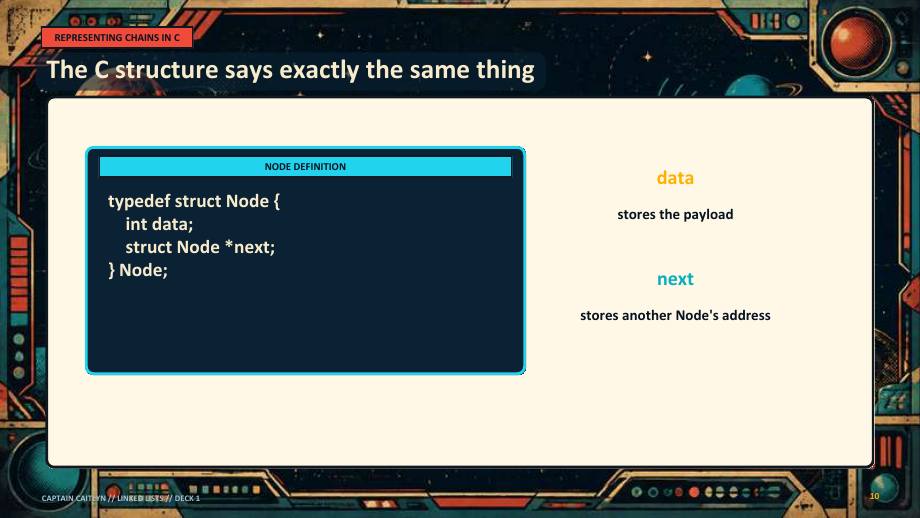 REPRESENTING CHAINS IN C
The C structure says exactly the same thing
NODE DEFINITION
typedef struct Node {
    int data;
    struct Node *next;
} Node;
data
stores the payload
next
stores another Node's address
CAPTAIN CAITLYN // LINKED LISTS // DECK 1
10